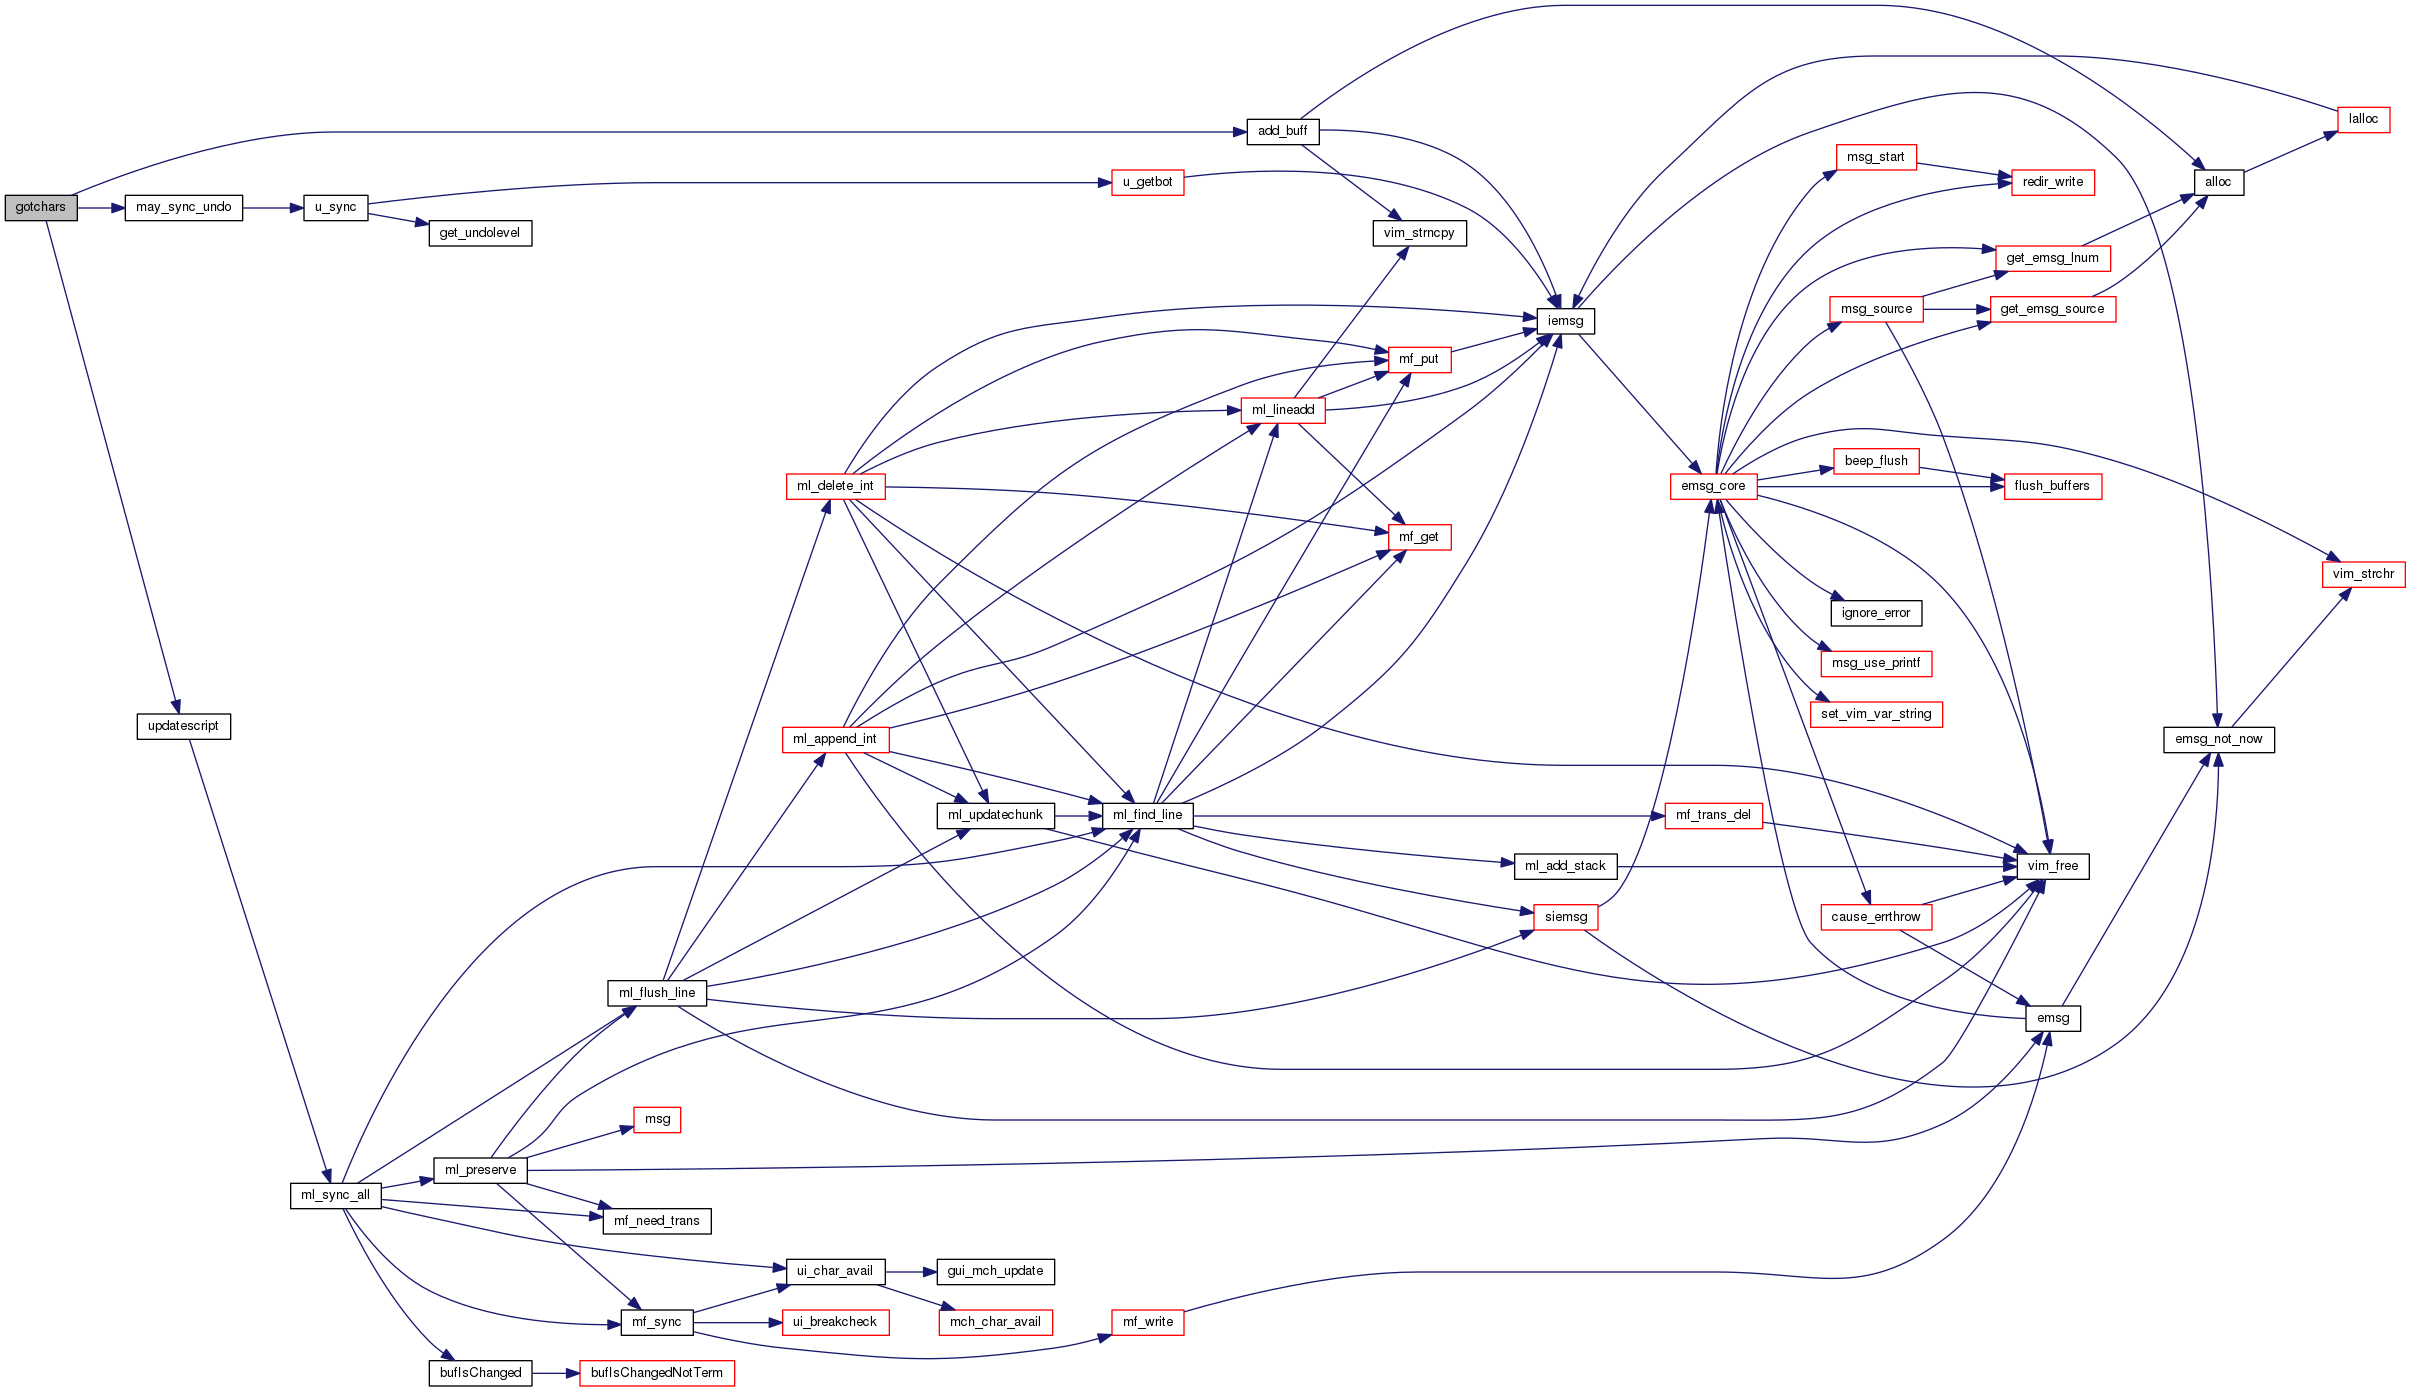 gotchars
may_sync_undo
u_sync
get_undolevel
u_getbot
add_buff
vim_strncpy
iemsg
msg_start
redir_write
alloc
lalloc
get_emsg_lnum
msg_source
get_emsg_source
mf_put
ml_lineadd
ml_delete_int
mf_get
emsg_core
beep_flush
flush_buffers
vim_strchr
ignore_error
msg_use_printf
set_vim_var_string
updatescript
ml_append_int
emsg_not_now
ml_updatechunk
ml_find_line
mf_trans_del
ml_add_stack
vim_free
siemsg
cause_errthrow
ml_flush_line
emsg
msg
ml_preserve
ml_sync_all
mf_need_trans
ui_char_avail
gui_mch_update
mf_sync
ui_breakcheck
mch_char_avail
mf_write
bufIsChanged
bufIsChangedNotTerm